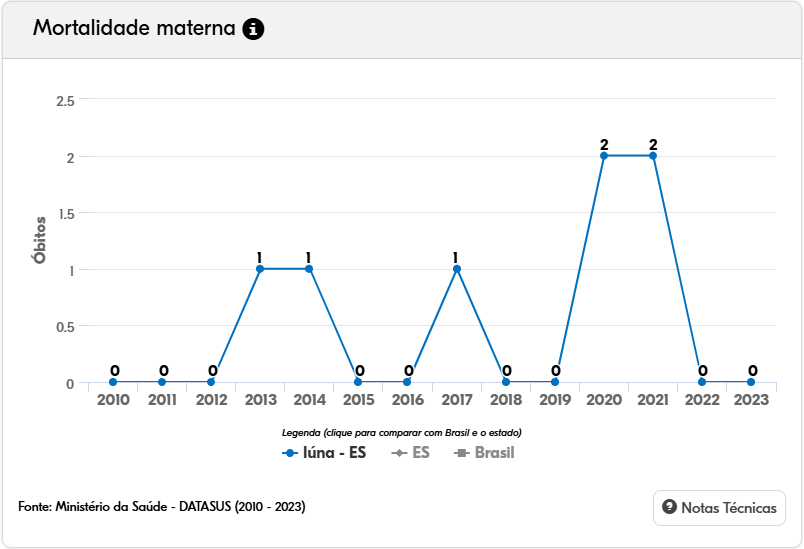 Mortalidade materna
2.5
2
1.5
1
0.5
0
Óbitos
0 0 0 1 1 0 0 1 0 0 2 2 0 0
2010 2011 2012 2013 2014 2015 2016 2017 2018 2019 2020 2021 2022 2023
Legenda (clique para comparar com Brasil e o estado)
Iúna - ES ES Brasil
Fonte: Ministério da Saúde - DATASUS (2010 - 2023)
Notas Técnicas